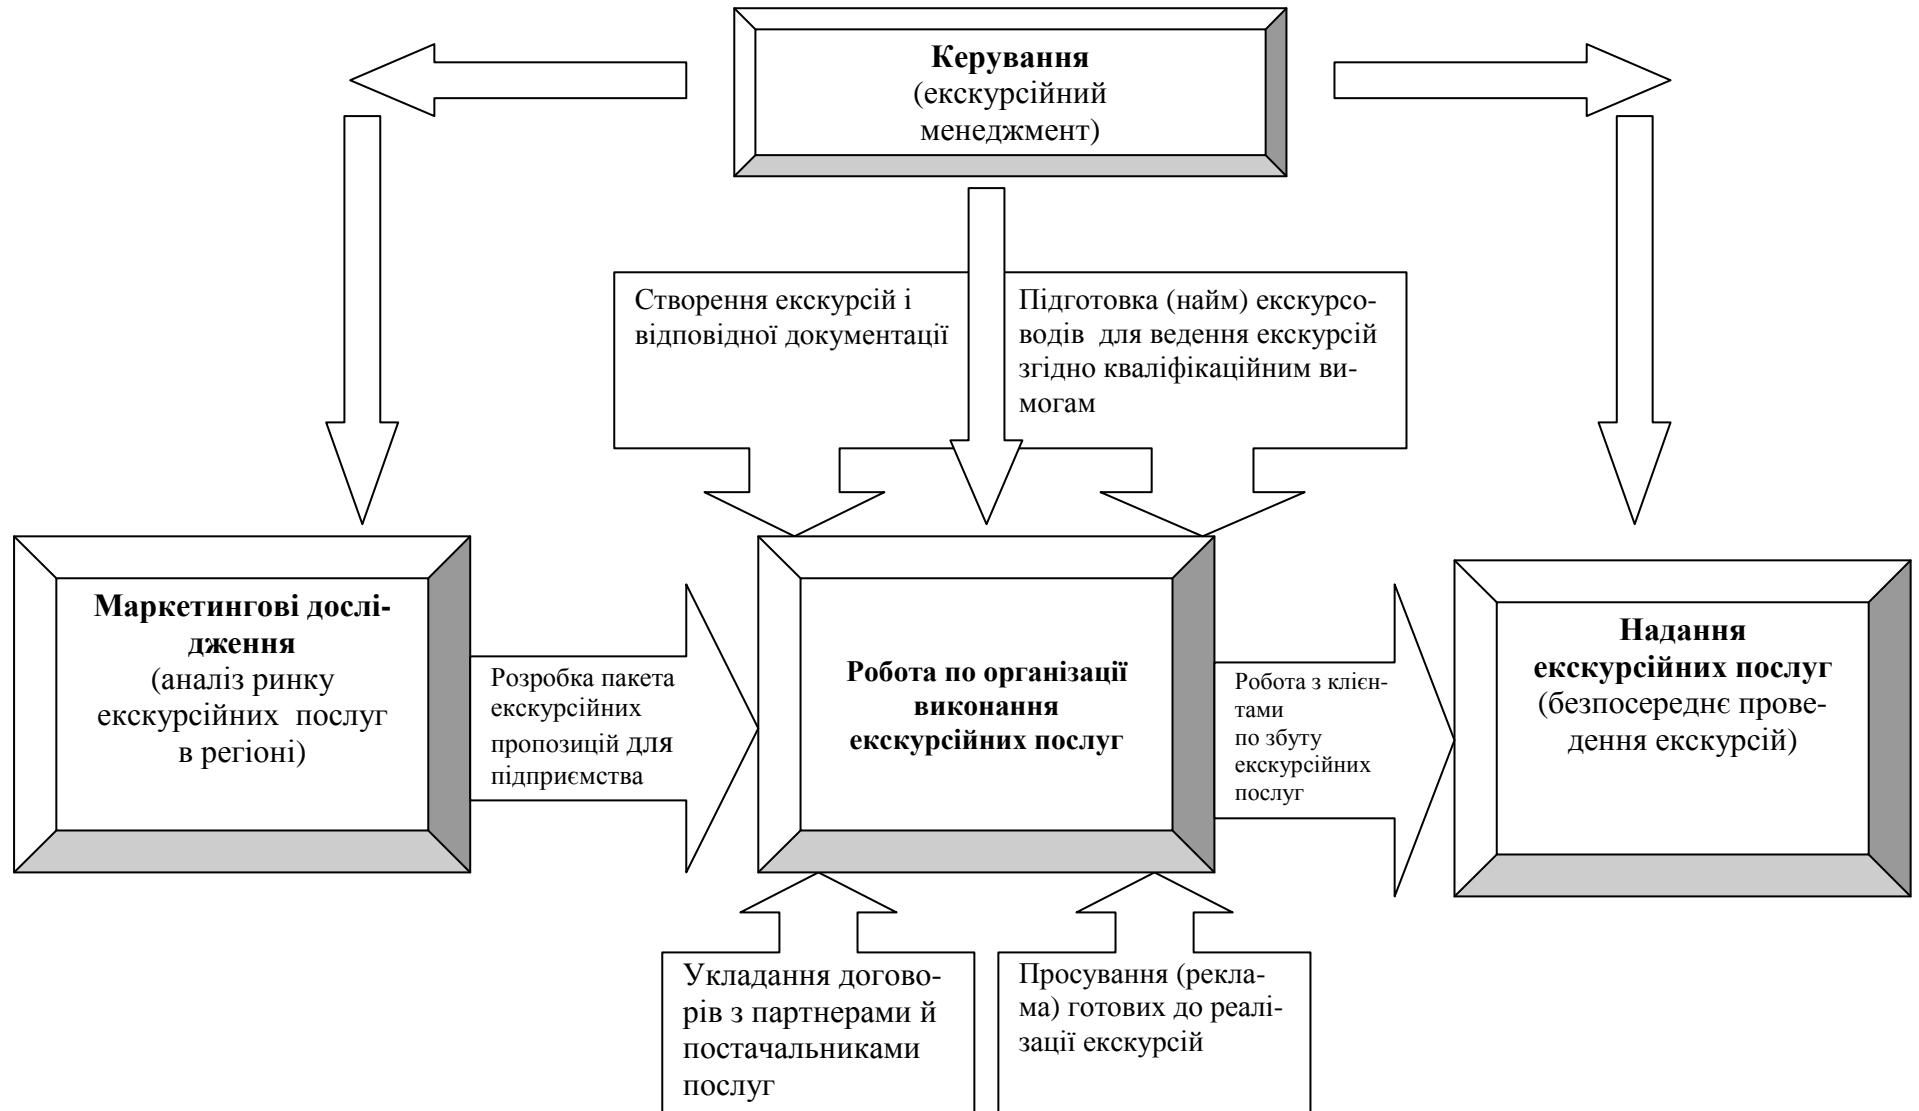 Керування
(екскурсійний
менеджмент)
Створення екскурсій і
відповідної документації
Підготовка (найм) екскурсо-
водів для ведення екскурсій
згідно кваліфікаційним ви-
могам
Маркетингові дослі-
дження
(аналіз ринку
екскурсійних послуг
в регіоні)
Розробка пакета
екскурсійних
пропозицій для
підприємства
Робота по організації
виконання
екскурсійних послуг
Робота з клієн-
тами
по збуту
екскурсійних
послуг
Надання
екскурсійних послуг
(безпосереднє прове-
дення екскурсій)
Укладання догово-
рів з партнерами й
постачальниками
послуг
Просування (рекла-
ма) готових до реалі-
зації екскурсій